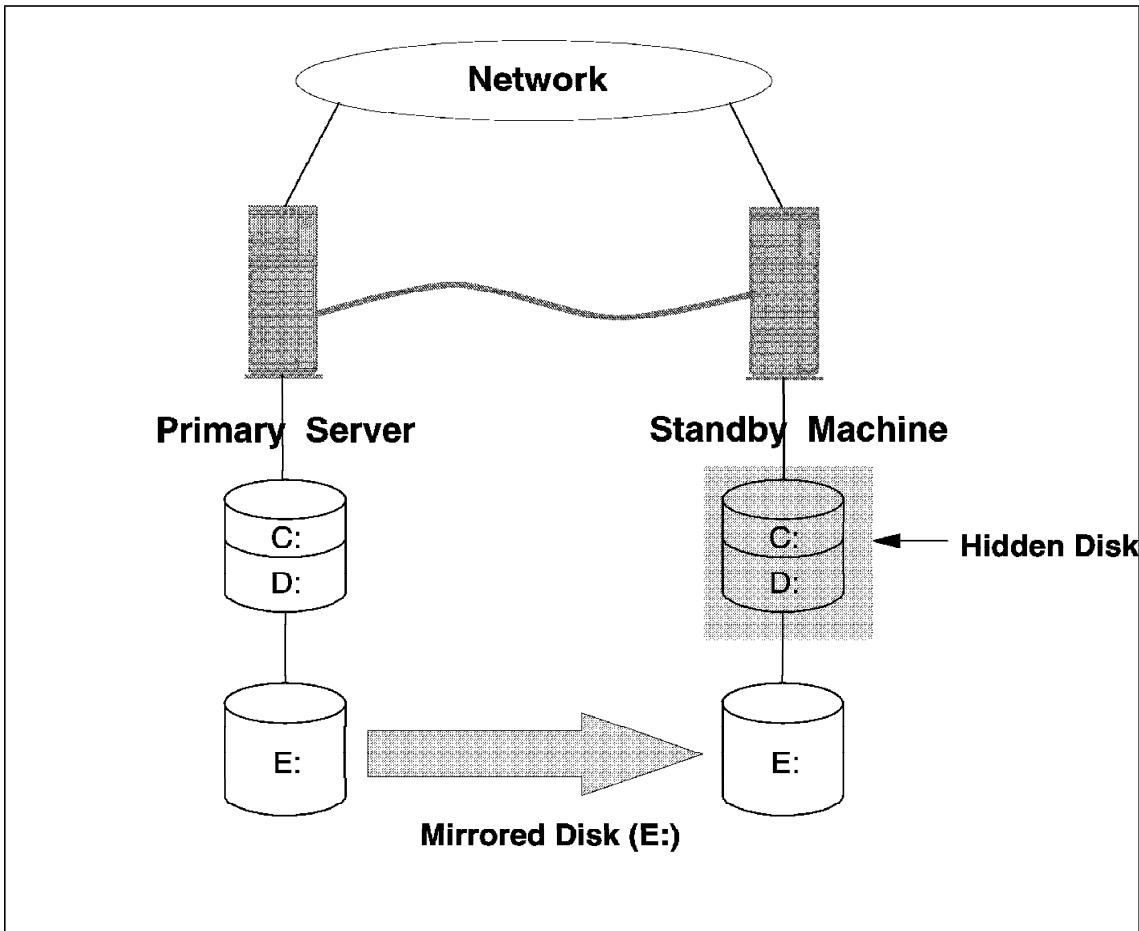 Network
Primary Server
Standby Machine
C:
D:
C:
D:
Hidden Disk
E:
E:
Mirrored Disk (E:)